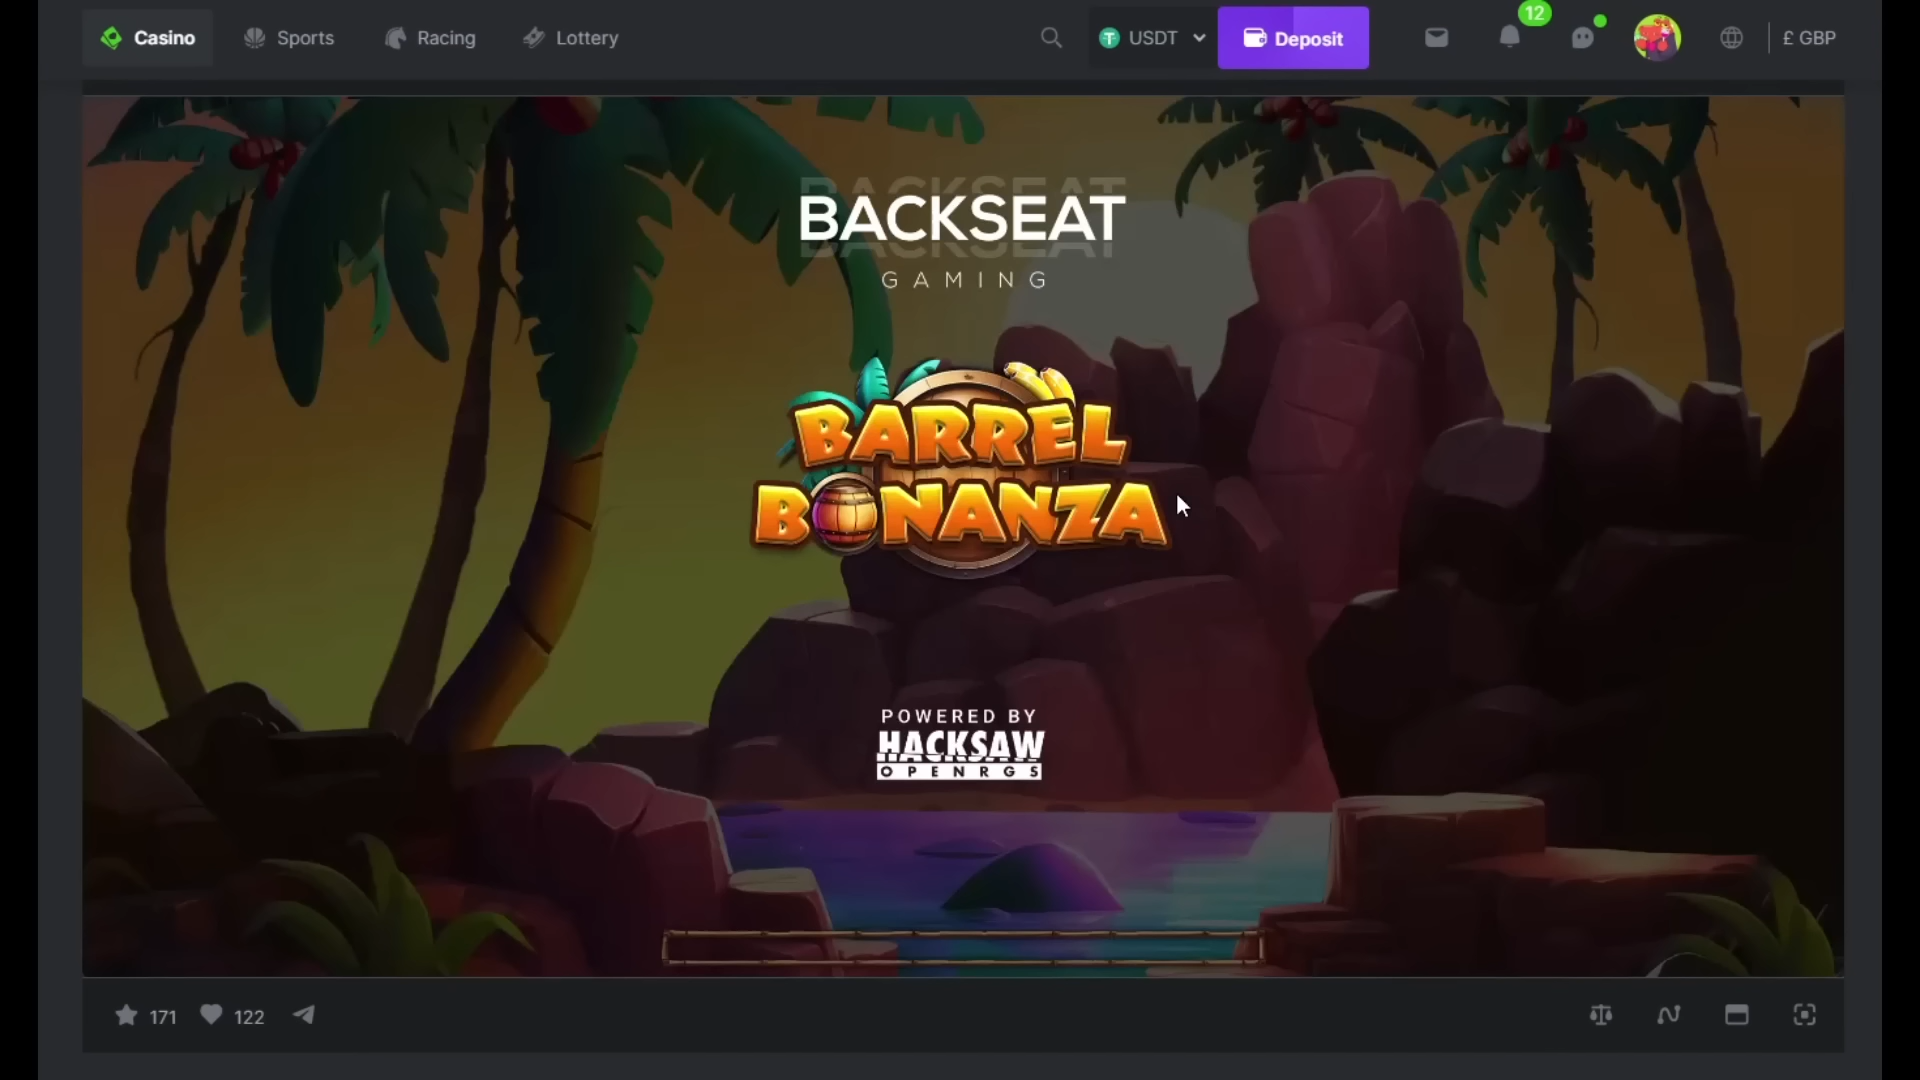 Casino
Sports
Racing
Lottery
USDT
Deposit
12
£ GBP
BACKSEAT
GAMING
BARREL
BONANZA
POWERED BY
HACKSAW
OPENRGS
171
122